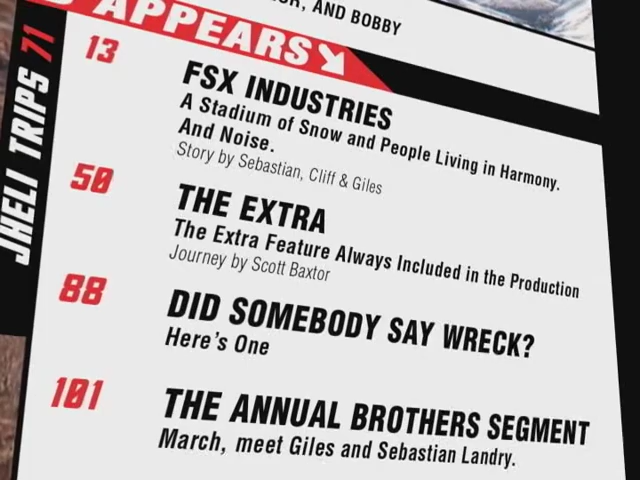 AND BOBBY
APPEARS
JHELI TRIPS 71
13
FSX INDUSTRIES
A Stadium of Snow and People Living in Harmony.
And Noise.
Story by Sebastian, Cliff & Giles
50
THE EXTRA
The Extra Feature Always Included in the Production
Journey by Scott Baxtor
88
DID SOMEBODY SAY WRECK?
Here's One
101
THE ANNUAL BROTHERS SEGMENT
March, meet Giles and Sebastian Landry.